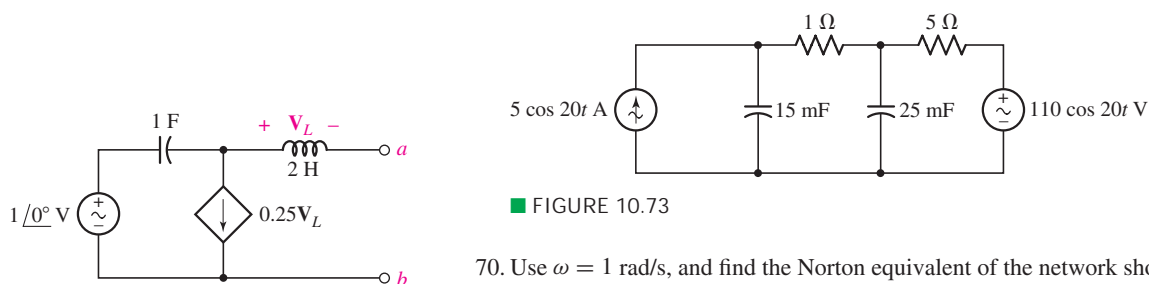 1 Ω
5 Ω
5 cos 20t A
15 mF
25 mF
+
–
110 cos 20t V
1 F
+ V_L –
a
2 H
1/0° V
+
–
0.25V_L
b
■ FIGURE 10.73
70. Use ω = 1 rad/s, and find the Norton equivalent of the network